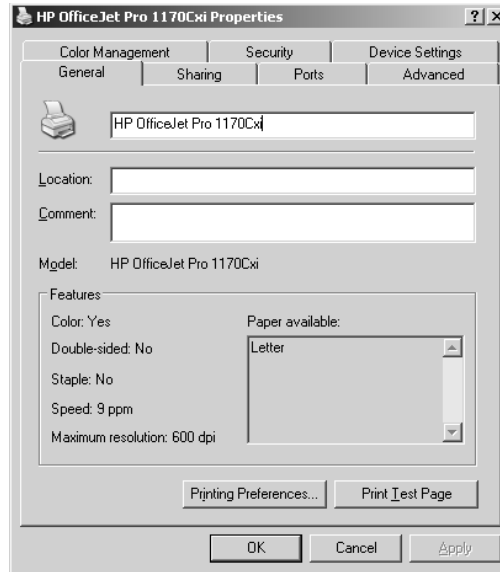 HP OfficeJet Pro 1170Cxi Properties
Color Management Security Device Settings
General Sharing Ports Advanced
HP OfficeJet Pro 1170Cxi
Location:
Comment:
Model: HP OfficeJet Pro 1170Cxi
Features
Color: Yes Paper available:
Double-sided: No Letter
Staple: No
Speed: 9 ppm
Maximum resolution: 600 dpi
Printing Preferences... Print Test Page
OK Cancel Apply